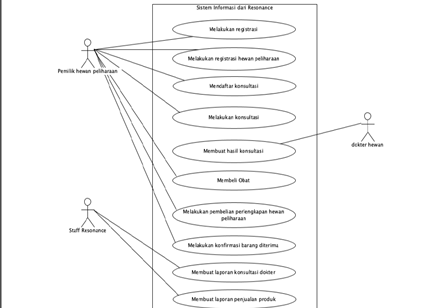 Sistem Informasi dan Resonance
Melakukan registrasi
Melakukan registrasi hewan peliharaan
Pemilik hewan peliharaan
Mendaftar konsultasi
Melakukan konsultasi
Membuat hasil konsultasi
dokter hewan
Membeli Obat
Melakukan pembelian perlengkapan hewan
peliharaan
Staff Resonance
Melakukan konfirmasi barang diterima
Membuat laporan konsultasi dokter
Membuat laporan penjualan produk